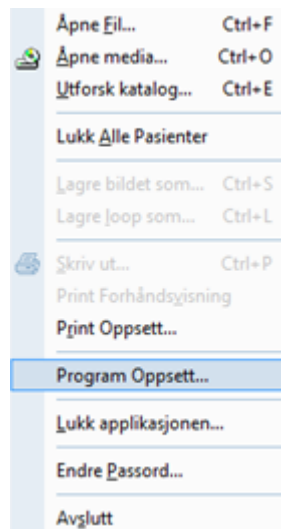 Åpne Fil... Ctrl+F
Åpne media... Ctrl+O
Utforsk katalog... Ctrl+E
Lukk Alle Pasienter
Lagre bildet som... Ctrl+S
Lagre loop som... Ctrl+L
Skriv ut... Ctrl+P
Print Forhåndsvisning
Print Oppsett...
Program Oppsett...
Lukk applikasjonen...
Endre Passord...
Avslutt